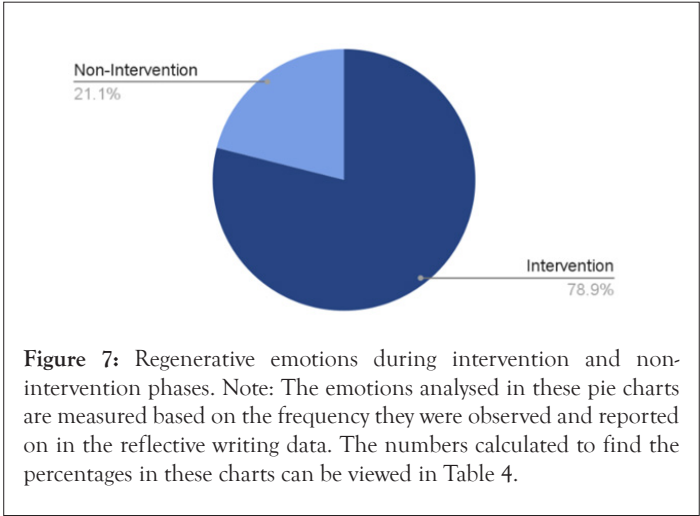 Non-Intervention
21.1%
Intervention
78.9%
Figure 7: Regenerative emotions during intervention and non-
intervention phases. Note: The emotions analysed in these pie charts
are measured based on the frequency they were observed and reported
on in the reflective writing data. The numbers calculated to find the
percentages in these charts can be viewed in Table 4.